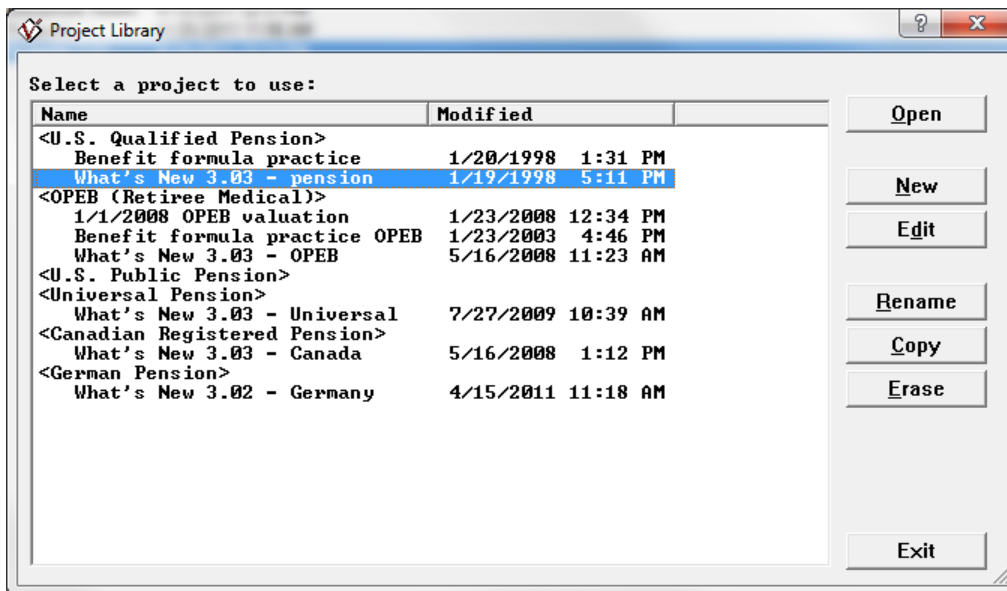 Project Library
Select a project to use:
Name Modified
<U.S. Qualified Pension>
Benefit formula practice 1/20/1998 1:31 PM
What's New 3.03 - pension 1/19/1998 5:11 PM
<OPEB (Retiree Medical)>
1/1/2008 OPEB valuation 1/23/2008 12:34 PM
Benefit formula practice OPEB 1/23/2003 4:46 PM
What's New 3.03 - OPEB 5/16/2008 11:23 AM
<U.S. Public Pension>
<Universal Pension>
What's New 3.03 - Universal 7/27/2009 10:39 AM
<Canadian Registered Pension>
What's New 3.03 - Canada 5/16/2008 1:12 PM
<German Pension>
What's New 3.02 - Germany 4/15/2011 11:18 AM
Open
New
Edit
Rename
Copy
Erase
Exit